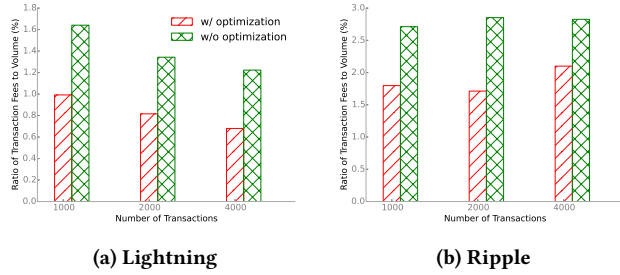 Ratio of Transaction Fees to Volume (%)
1.8
1.6
1.4
1.2
1.0
0.8
0.6
0.4
0.2
0.0
w/ optimization
w/o optimization
1000 2000 4000
Number of Transactions
(a) Lightning
Ratio of Transaction Fees to Volume (%)
3.0
2.5
2.0
1.5
1.0
0.5
0.0
1000 2000 4000
Number of Transactions
(b) Ripple